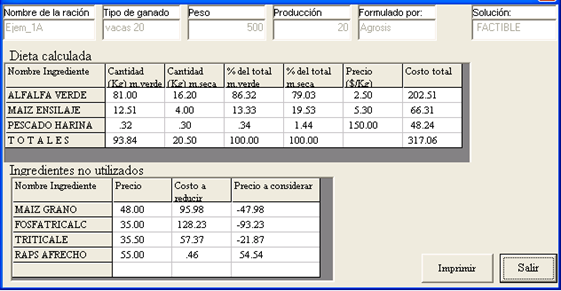 Nombre de la ración Tipo de ganado Peso Producción Formulado por: Solución:
Ejem_1A vacas 20 500 20 Agrosis FACTIBLE
Dieta calculada
Nombre Ingrediente Cantidad (Kg) m.verde Cantidad (Kg) m.seca % del total m.verde % del total m.seca Precio ($/Kg) Costo total
ALFALFA VERDE 81.00 16.20 86.32 79.03 2.50 202.51
MAIZ ENSILAJE 12.51 4.00 13.33 19.53 5.30 66.31
PESCADO HARINA .32 .30 .34 1.44 150.00 48.24
T O T A L E S 93.84 20.50 100.00 100.00 317.06
Ingredientes no utilizados
Nombre Ingrediente Precio Costo a reducir Precio a considerar
MAIZ GRANO 48.00 95.98 -47.98
FOSFATRICALC 35.00 128.23 -93.23
TRITICALE 35.50 57.37 -21.87
RAPS AFRECHO 55.00 .46 54.54
Imprimir Salir